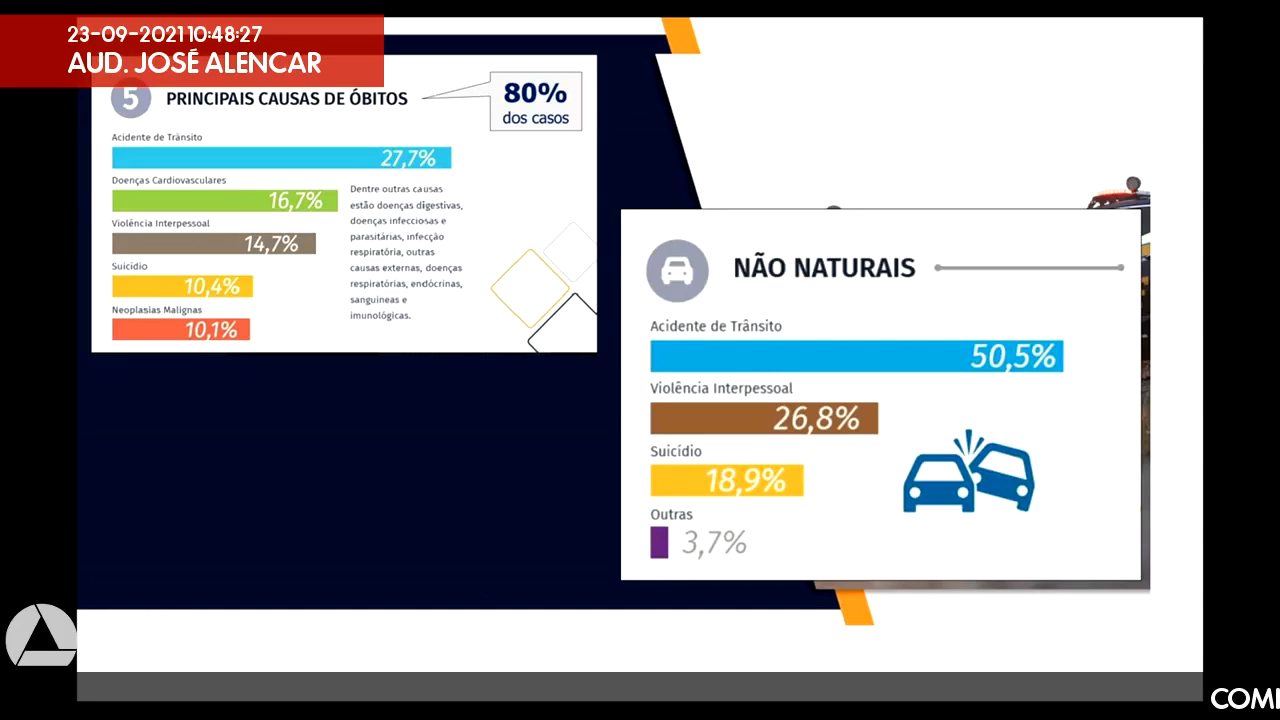 23-09-2021 10:48:27
AUD. JOSÉ ALENCAR
5
PRINCIPAIS CAUSAS DE ÓBITOS
80%
dos casos
Acidente de Trânsito
27,7%
Doenças Cardiovasculares
16,7%
Violência Interpessoal
14,7%
Suicídio
10,4%
Neoplasias Malignas
10,1%
Dentre outras causas
estão doenças digestivas,
doenças infecciosas e
parasitárias, infecção
respiratória, outras
causas externas, doenças
respiratórias, endócrinas,
sanguineas e
imunológicas.
NÃO NATURAIS
Acidente de Trânsito
50,5%
Violência Interpessoal
26,8%
Suicídio
18,9%
Outras
3,7%